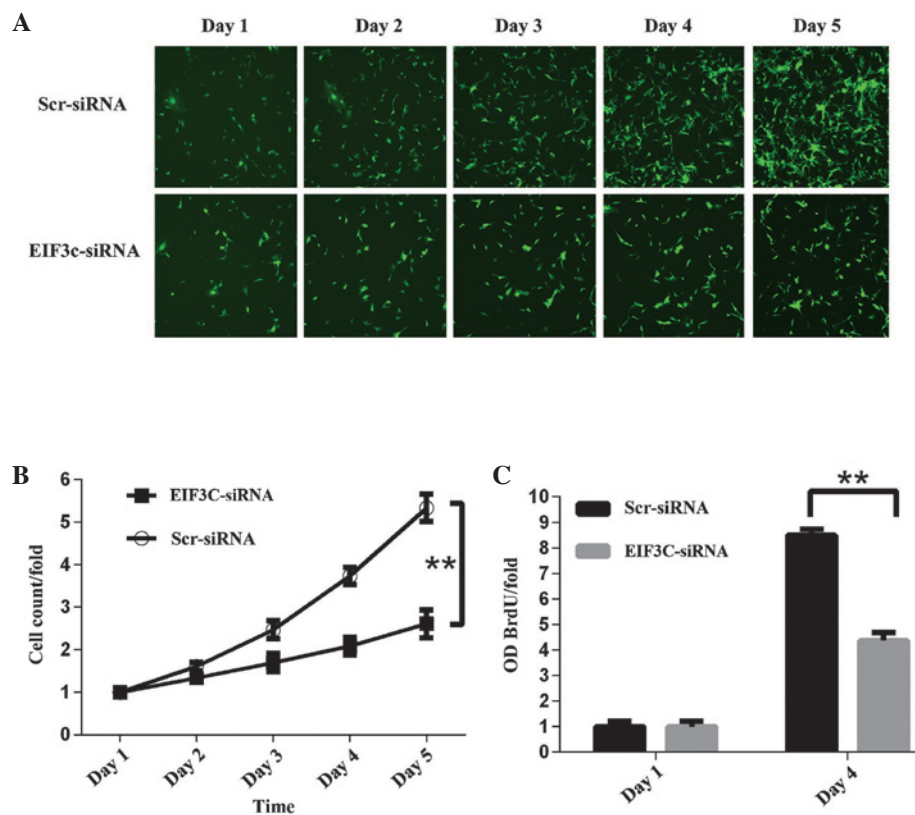 A
Day 1 Day 2 Day 3 Day 4 Day 5
Scr-siRNA
EIF3c-siRNA
B
Cell count/fold
6
5
4
3
2
1
0
EIF3C-siRNA
Scr-siRNA
**
Day 1 Day 2 Day 3 Day 4 Day 5
Time
C
OD BrdU/fold
10
9
8
7
6
5
4
3
2
1
0
Scr-siRNA
EIF3C-siRNA
**
Day 1 Day 4